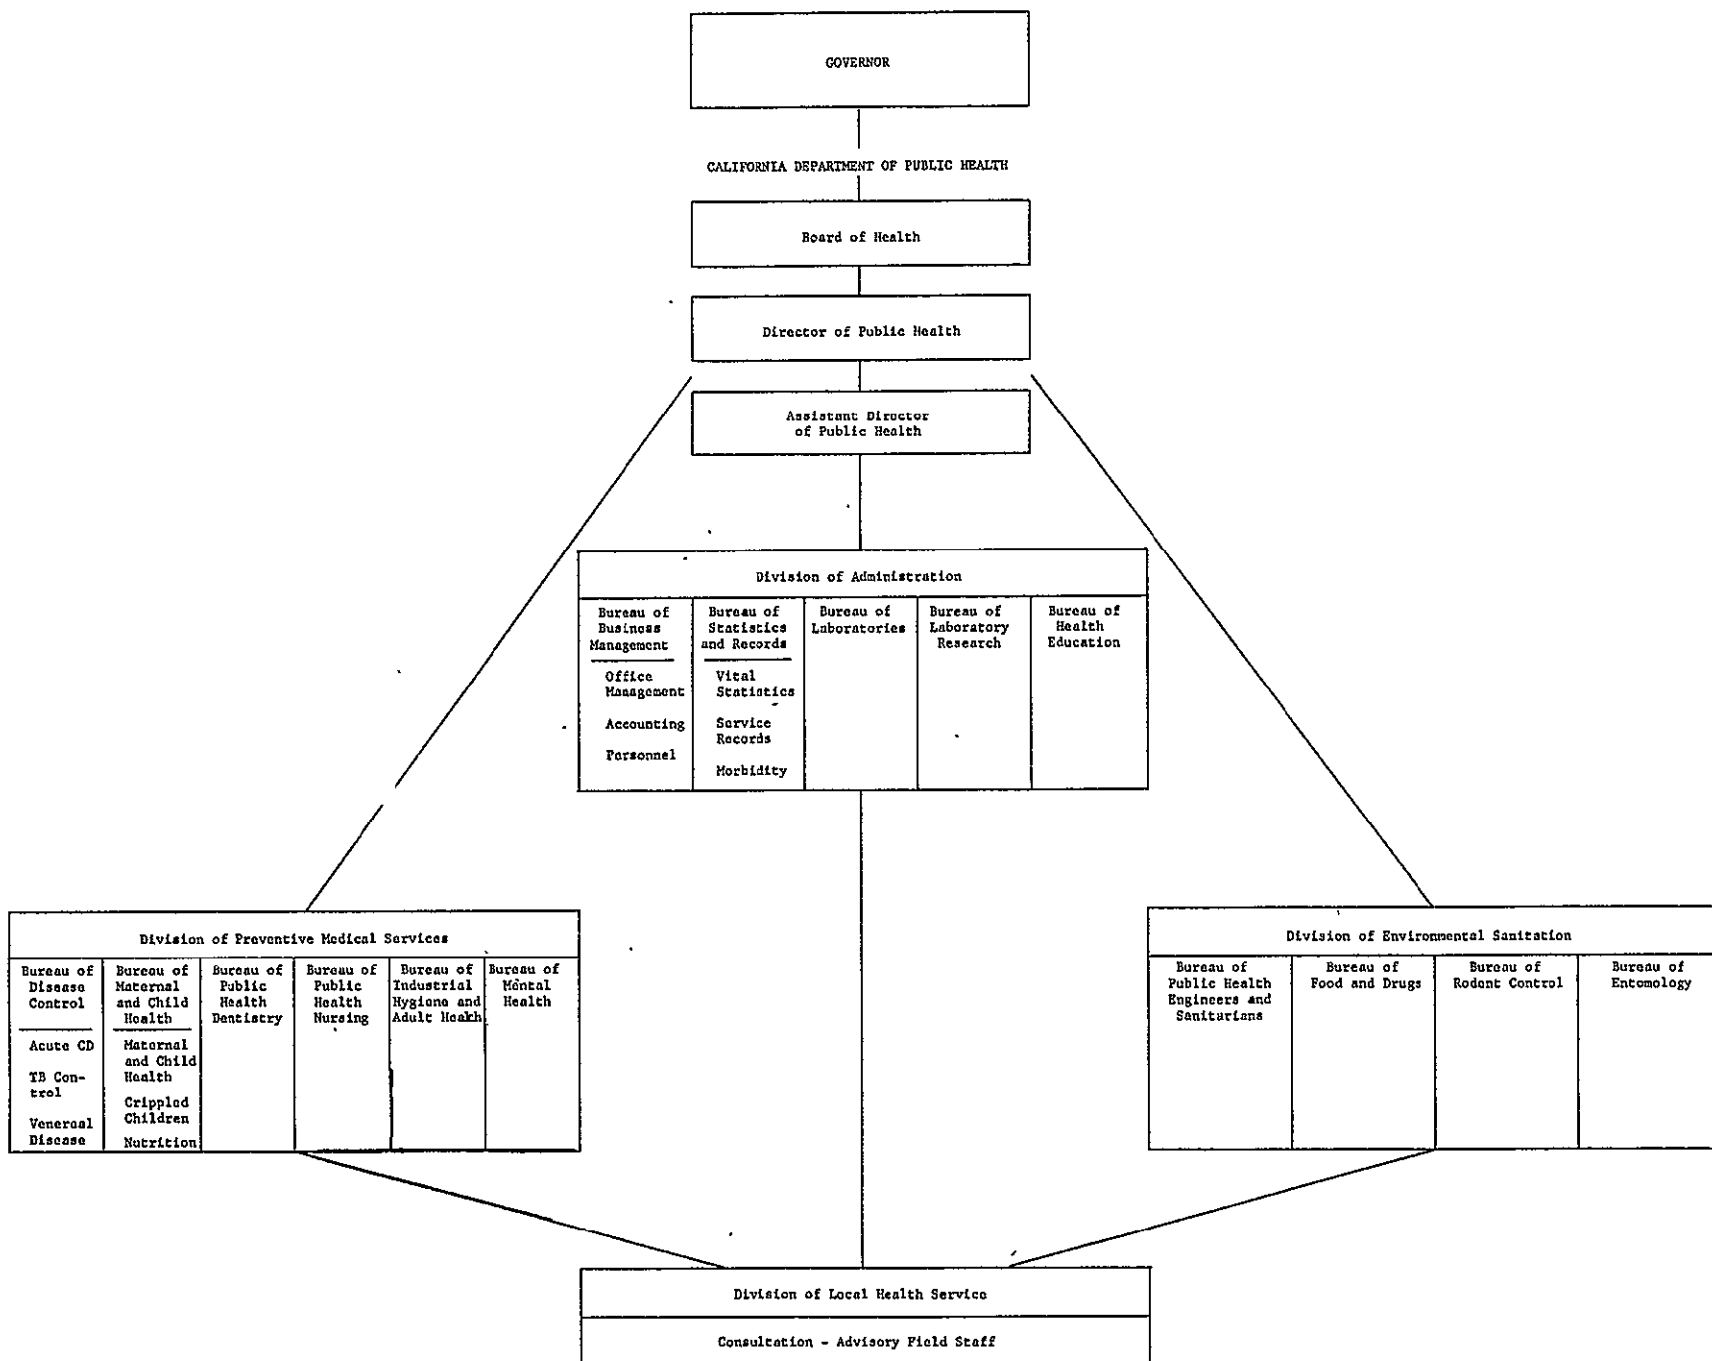 GOVERNOR
CALIFORNIA DEPARTMENT OF PUBLIC HEALTH
Board of Health
Director of Public Health
Assistant Director
of Public Health
Division of Administration
Bureau of
Business
Management
Office
Management
Accounting
Personnel
Bureau of
Statistics
and Records
Vital
Statistics
Service
Records
Morbidity
Bureau of
Laboratories
Bureau of
Laboratory
Research
Bureau of
Health
Education
Division of Preventive Medical Services
Bureau of
Disease
Control
Acute CD
TB Con-
trol
Venereal
Disease
Bureau of
Maternal
and Child
Health
Maternal
and Child
Health
Crippled
Children
Nutrition
Bureau of
Public
Health
Dentistry
Bureau of
Public
Health
Nursing
Bureau of
Industrial
Hygiene and
Adult Health
Bureau of
Mental
Health
Division of Environmental Sanitation
Bureau of
Public Health
Engineers and
Sanitarians
Bureau of
Food and Drugs
Bureau of
Rodent Control
Bureau of
Entomology
Division of Local Health Service
Consultation - Advisory Field Staff